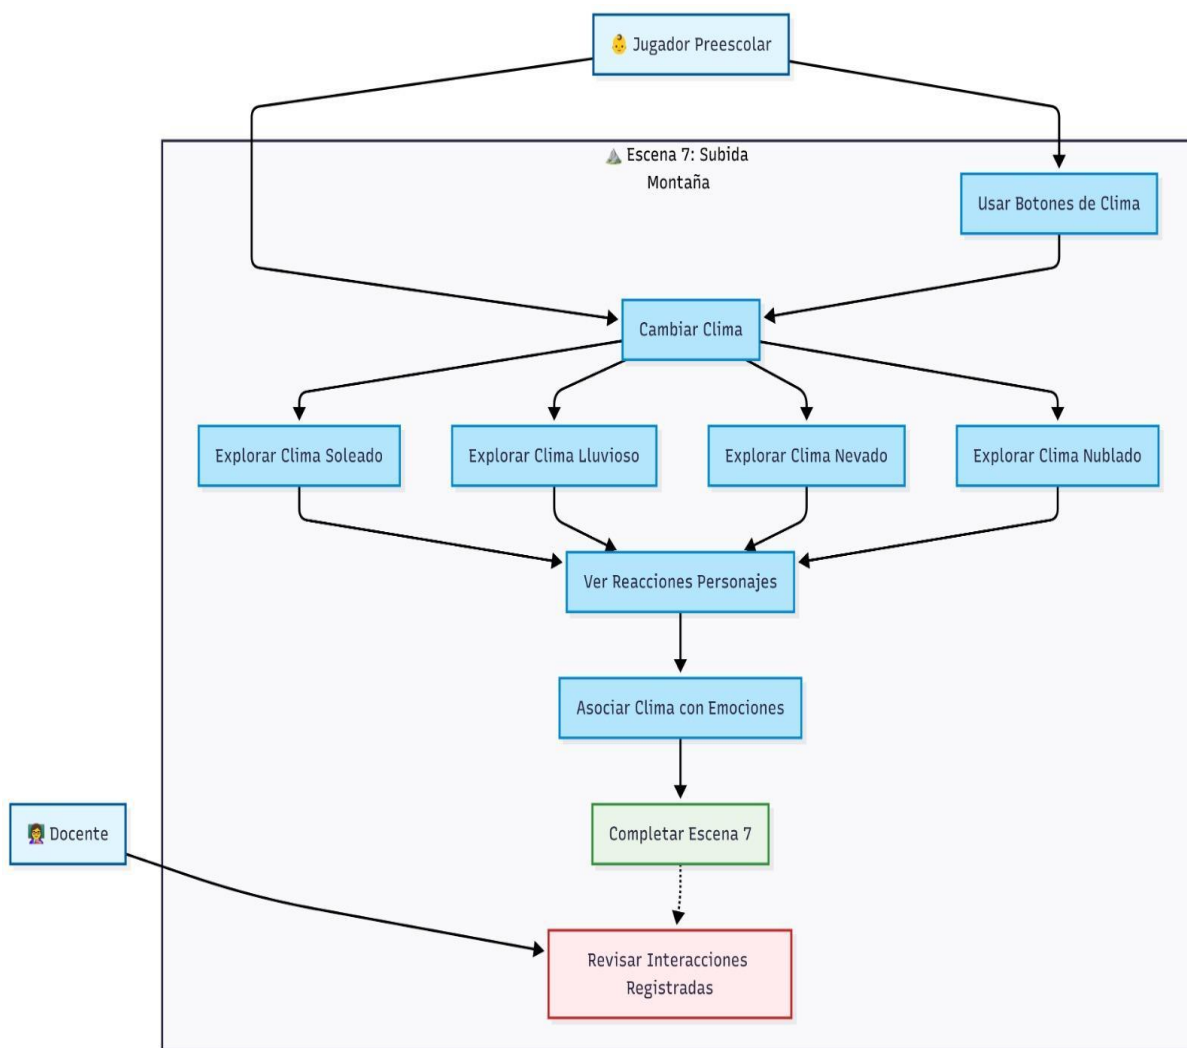 Jugador Preescolar
Escena 7: Subida
Montaña
Usar Botones de Clima
Cambiar Clima
Explorar Clima Soleado
Explorar Clima Lluvioso
Explorar Clima Nevado
Explorar Clima Nublado
Ver Reacciones Personajes
Asociar Clima con Emociones
Docente
Completar Escena 7
Revisar Interacciones
Registradas